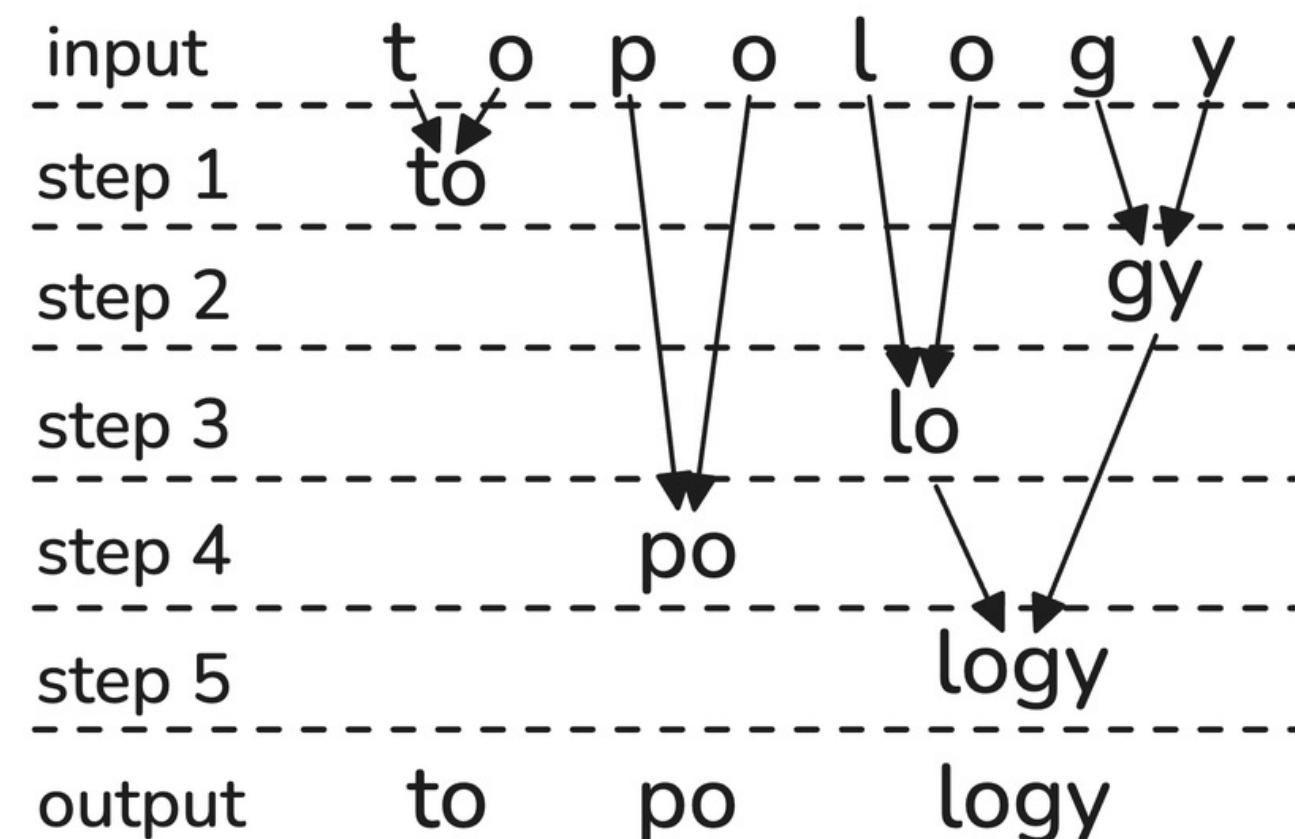 input t o p o l o g y
step 1 to
step 2 gy
step 3 lo
step 4 po
step 5 logy
output to po logy